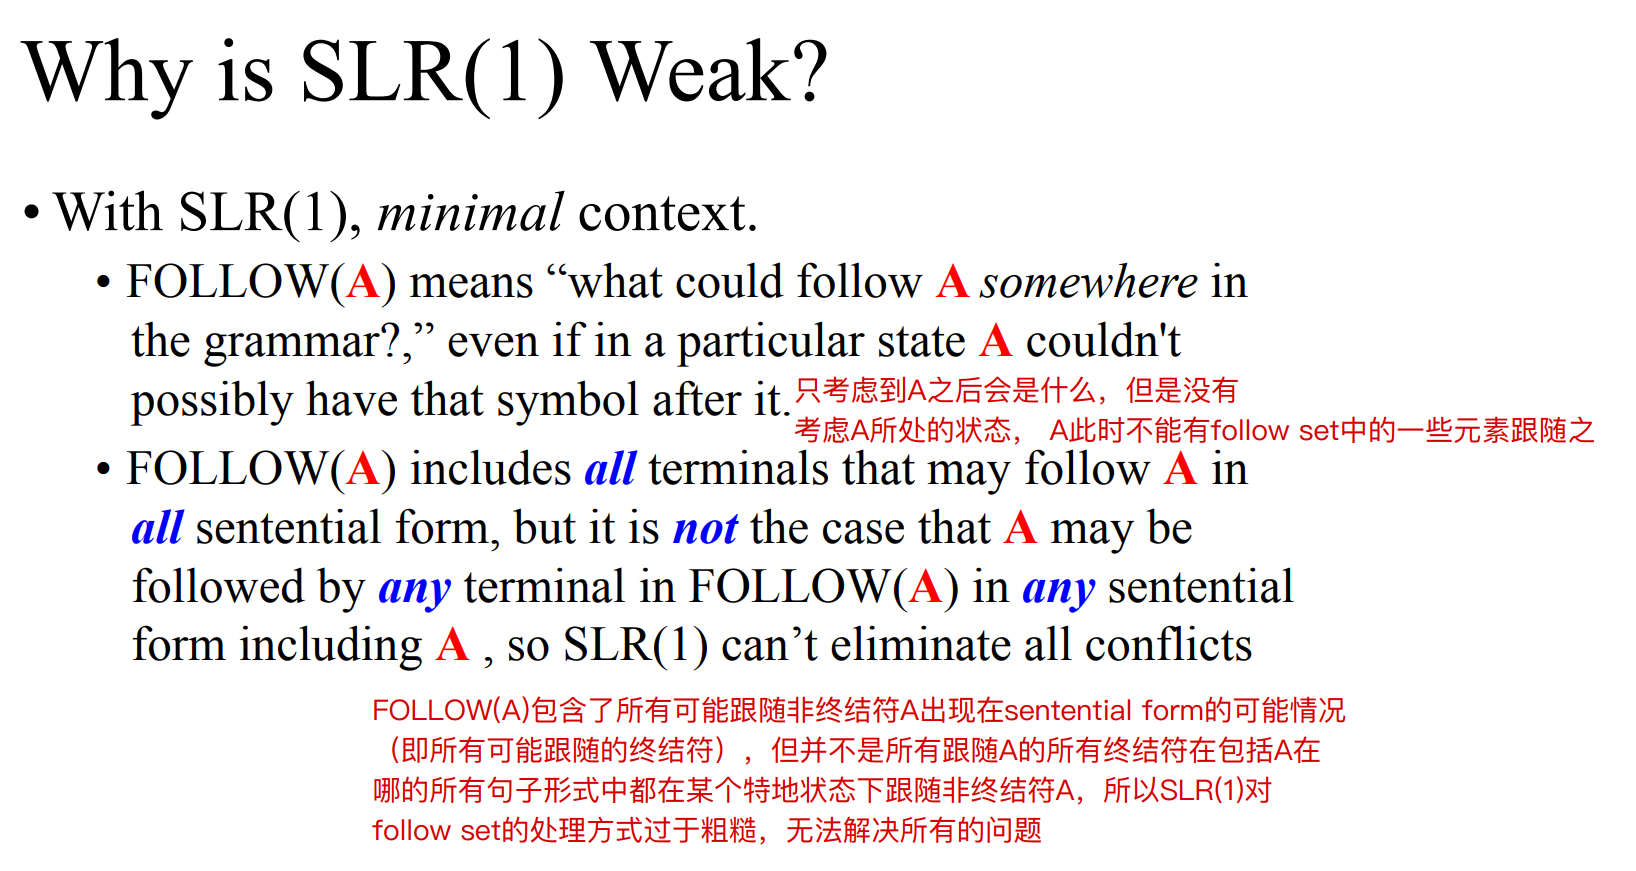 Why is SLR(1) Weak?
• With SLR(1), minimal context.
• FOLLOW(A) means “what could follow A somewhere in
the grammar?,” even if in a particular state A couldn't
possibly have that symbol after it.
只考虑到A之后会是什么，但是没有
考虑A所处的状态， A此时不能有follow set中的一些元素跟随之
• FOLLOW(A) includes all terminals that may follow A in
all sentential form, but it is not the case that A may be
followed by any terminal in FOLLOW(A) in any sentential
form including A , so SLR(1) can’t eliminate all conflicts
FOLLOW(A)包含了所有可能跟随非终结符A出现在sentential form的可能情况
（即所有可能跟随的终结符），但并不是所有跟随A的所有终结符在包括A在
哪的所有句子形式中都在某个特地状态下跟随非终结符A，所以SLR(1)对
follow set的处理方式过于粗糙，无法解决所有的问题